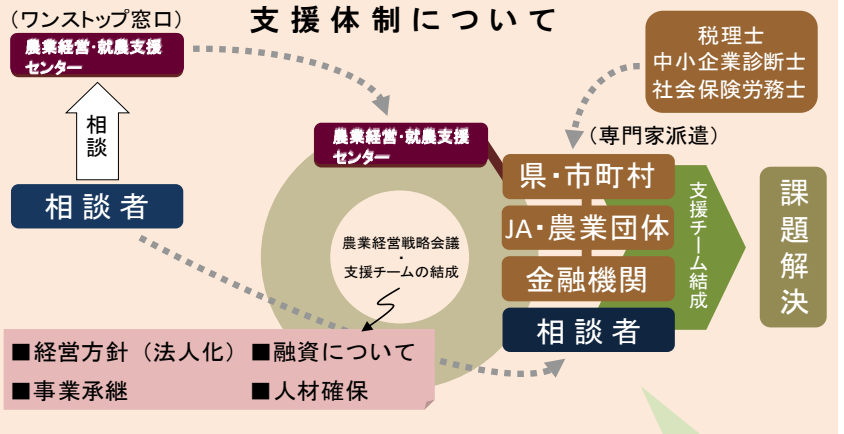 支援体制について
（ワンストップ窓口）
農業経営･就農支援
センター
相談
相談者
税理士
中小企業診断士
社会保険労務士
（専門家派遣）
農業経営･就農支援
センター
県・市町村
JA・農業団体
金融機関
相談者
農業経営戦略会議
・
支援チームの結成
支援チーム結成
課題解決
■経営方針（法人化）■融資について
■事業承継　■人材確保